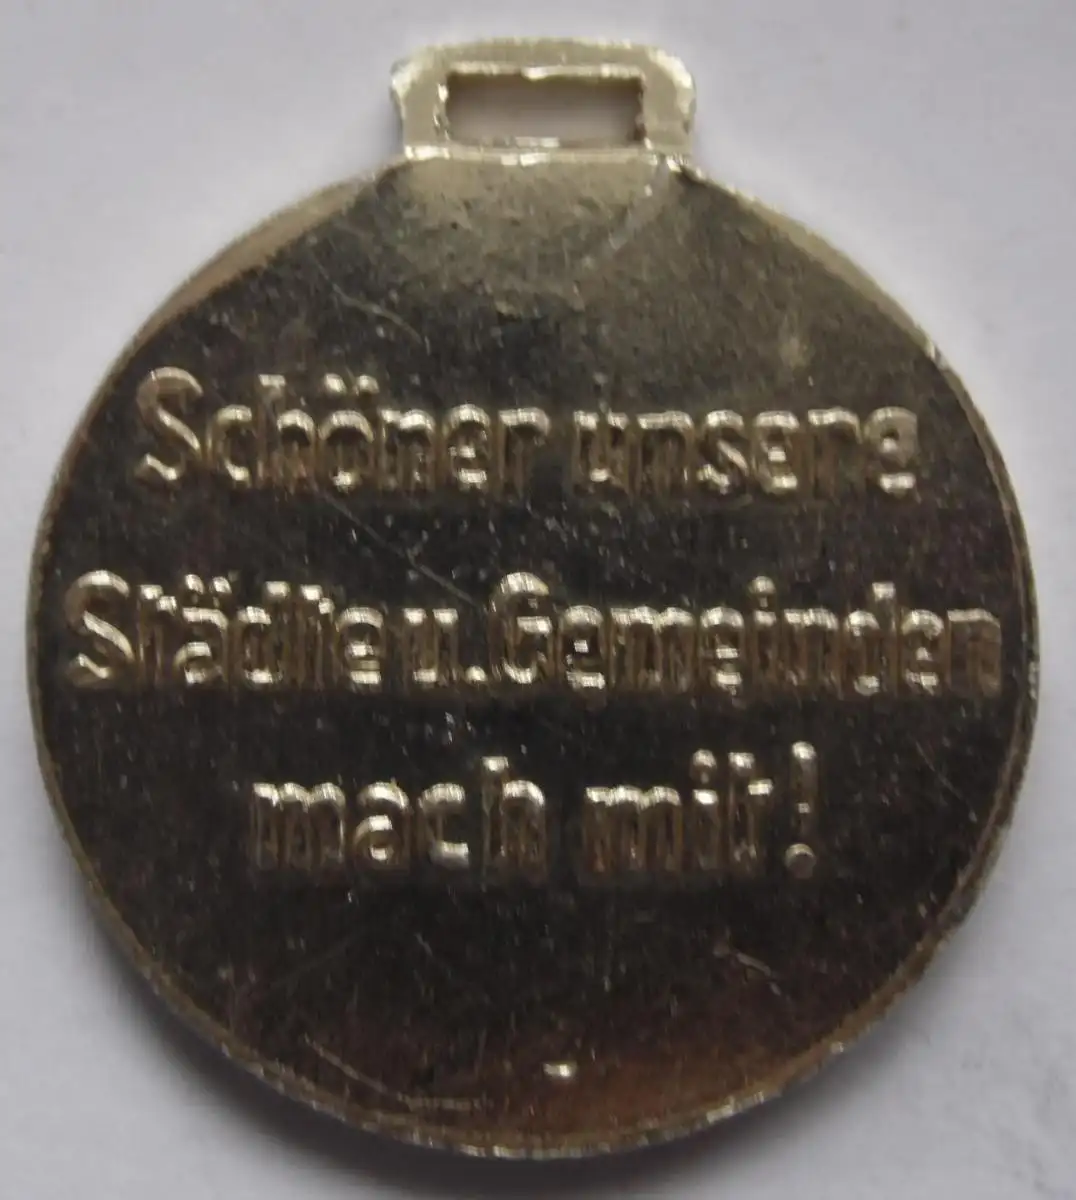 Schöner unsere
Städte u. Gemeinden
mach mit!